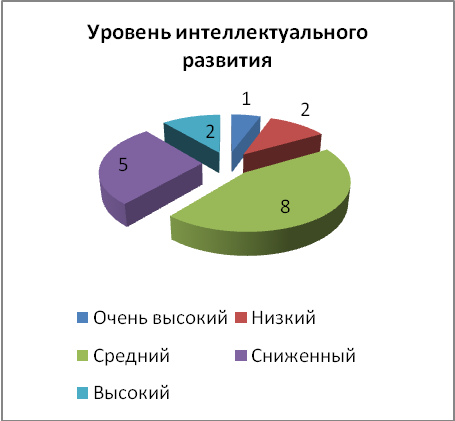 Уровень интеллектуального
развития
1
2
2
5
8
Очень высокий Низкий
Средний Сниженный
Высокий